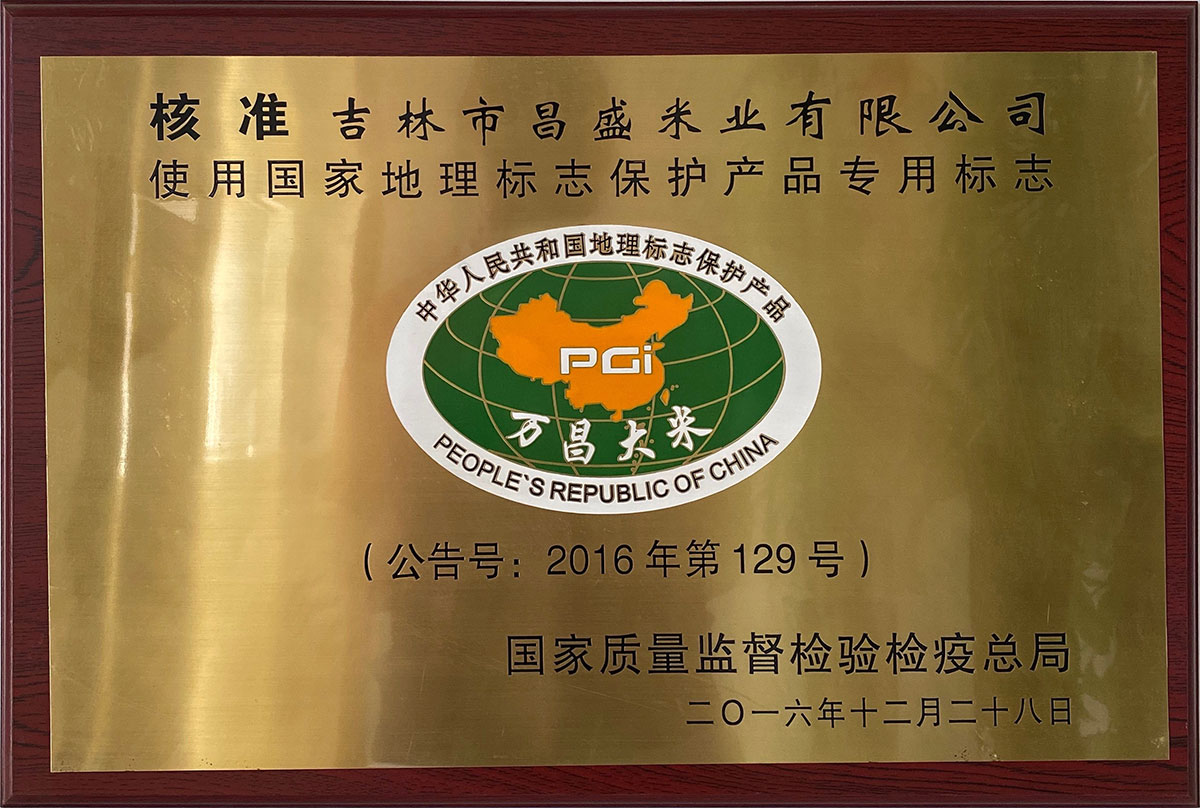 核准 吉林市昌盛米业有限公司
使用国家地理标志保护产品专用标志
中华人民共和国地理标志保护产品
PGi
万昌大米
PEOPLE`S REPUBLIC OF CHINA
（公告号：2016年第129号）
国家质量监督检验检疫总局
二〇一六年十二月二十八日